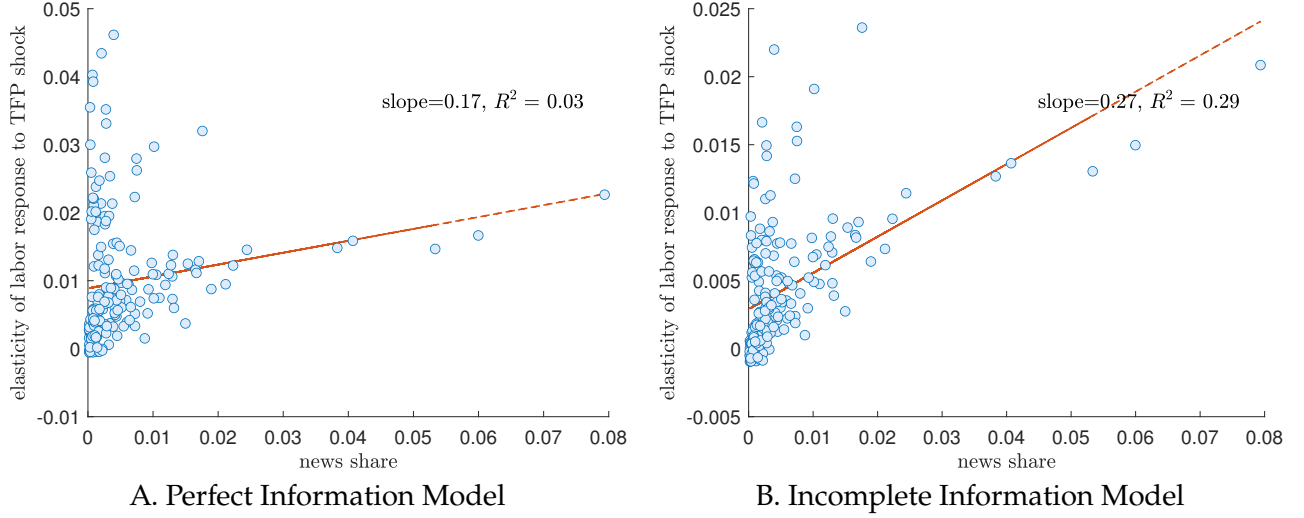 0.05
0.04
0.03
0.02
0.01
0
-0.01
elasticity of labor response to TFP shock
slope=0.17, R² = 0.03
0 0.01 0.02 0.03 0.04 0.05 0.06 0.07 0.08
news share
A. Perfect Information Model
0.025
0.02
0.015
0.01
0.005
0
-0.005
elasticity of labor response to TFP shock
slope=0.27, R² = 0.29
0 0.01 0.02 0.03 0.04 0.05 0.06 0.07 0.08
news share
B. Incomplete Information Model